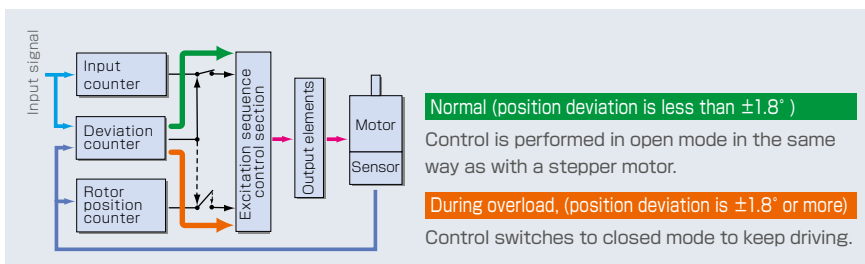 Input signal
Input
counter
Deviation
counter
Rotor
position
counter
Excitation sequence
control section
Output elements
Motor
Sensor
Normal (position deviation is less than ±1.8˚ )
Control is performed in open mode in the same
way as with a stepper motor.
During overload, (position deviation is ±1.8˚ or more)
Control switches to closed mode to keep driving.